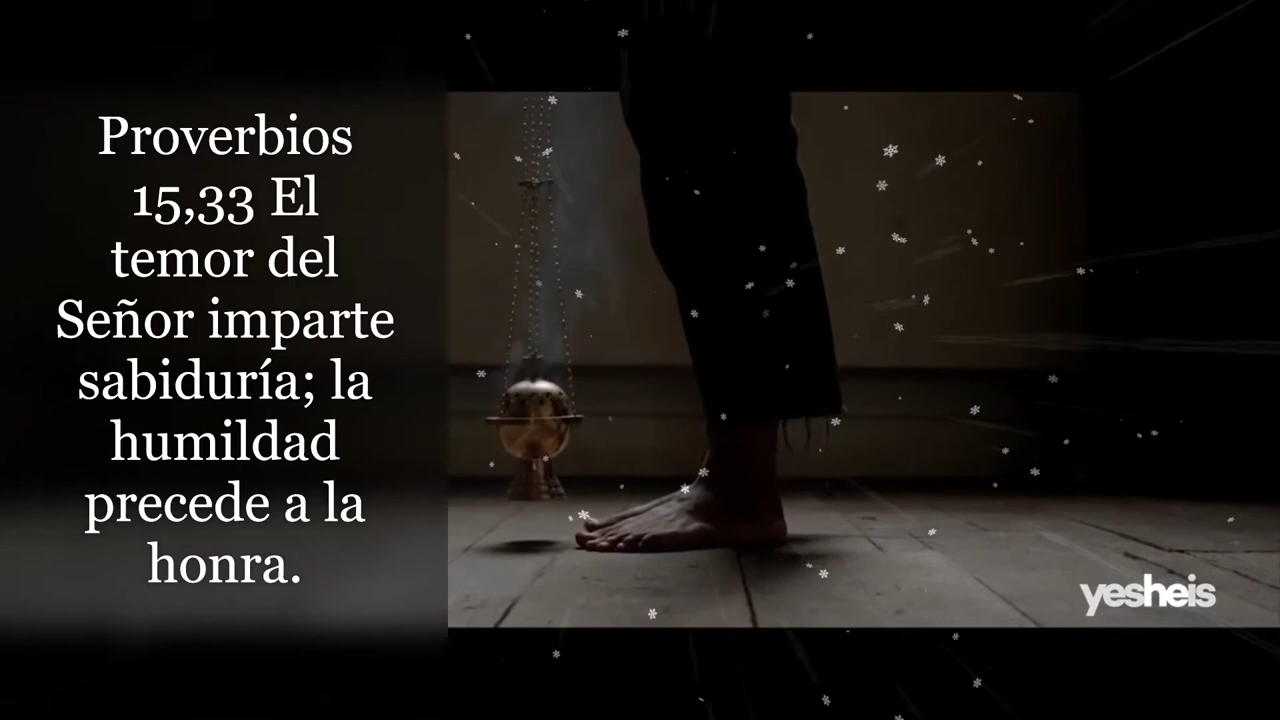 Proverbios
15,33 El
temor del
Señor imparte
sabiduría; la
humildad
precede a la
honra.
yesheis